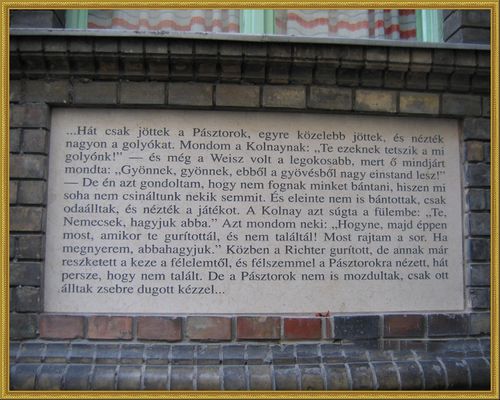 ...Hát csak jöttek a Pásztorok, egyre közelebb jöttek, és nézték
nagyon a golyókat. Mondom a Kolnaynak: „Te ezeknek tetszik a mi
golyónk!” — és még a Weisz volt a legokosabb, mert ő mindjárt
mondta: „Gyönnek, gyönnek, ebből a gyövésből nagy einstand lesz!”
— De én azt gondoltam, hogy nem fognak minket bántani, hiszen mi
soha nem csináltunk nekik semmit. És eleinte nem is bántottak, csak
odaálltak, és nézték a játékot. A Kolnay azt súgta a fülembe: „Te,
Nemecsek, hagyjuk abba.” Azt mondom neki: „Hogyne, majd éppen
most, amikor te gurítottál, és nem találtál! Most rajtam a sor. Ha
megnyerem, abbahagyjuk.” Közben a Richter gurított, de annak már
reszketett a keze a félelemtől, és félszemmel a Pásztorokra nézett, hát
persze, hogy nem talált. De a Pásztorok nem is mozdultak, csak ott
álltak zsebre dugott kézzel...